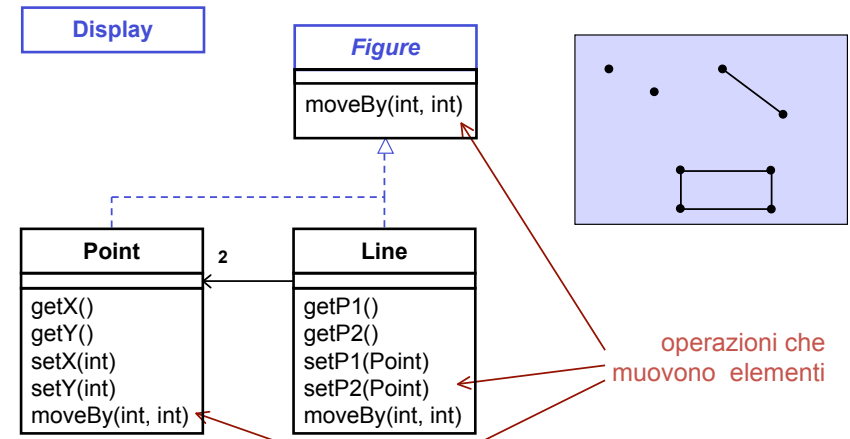 Display
Figure
moveBy(int, int)
Point
2
Line
getX()
getY()
setX(int)
setY(int)
moveBy(int, int)
getP1()
getP2()
setP1(Point)
setP2(Point)
moveBy(int, int)
operazioni che
muovono elementi